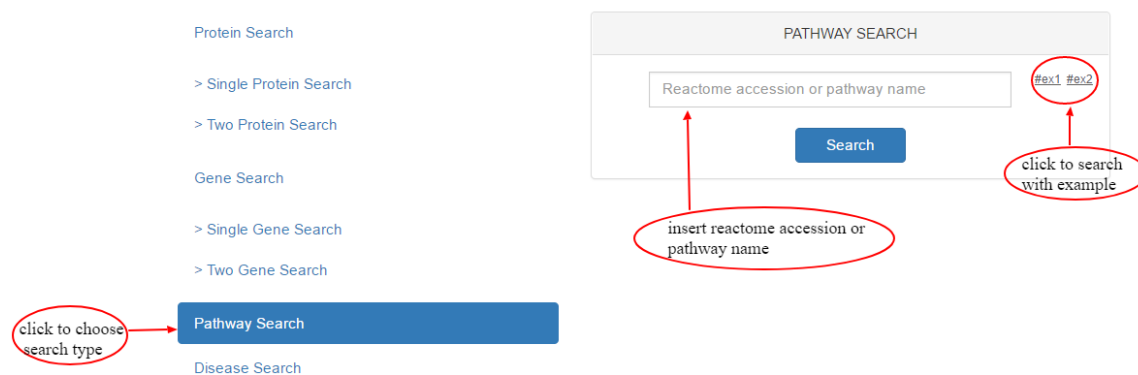 Protein Search
> Single Protein Search
> Two Protein Search
Gene Search
> Single Gene Search
> Two Gene Search
Pathway Search
Disease Search
click to choose
search type
PATHWAY SEARCH
Reactome accession or pathway name
#ex1 #ex2
Search
click to search
with example
insert reactome accession or
pathway name